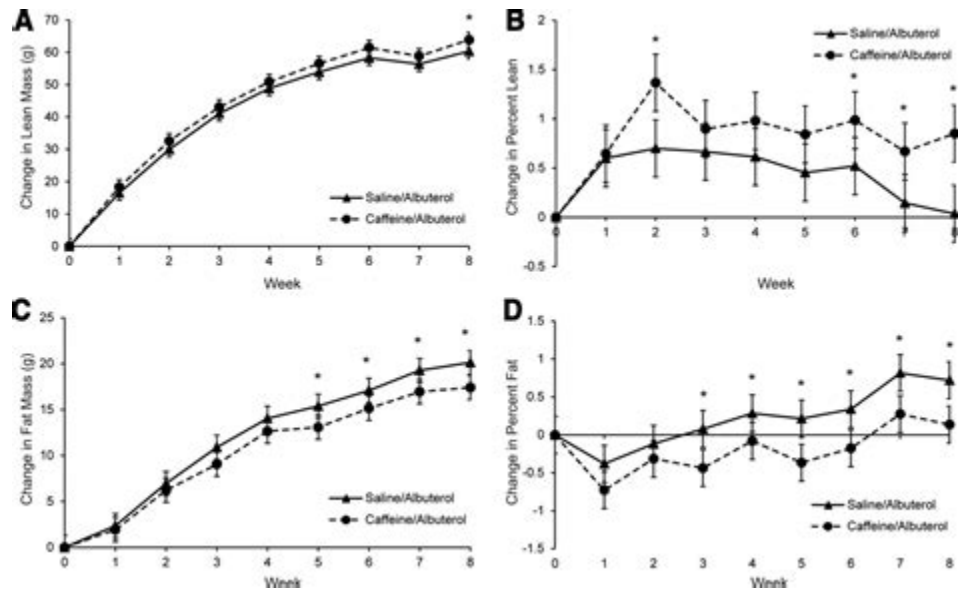 A
Change in Lean Mass (g)
70
60
50
40
30
20
10
0
0 1 2 3 4 5 6 7 8
Week
Saline/Albuterol
Caffeine/Albuterol
*
B
Change in Percent Lean
2
1.5
1
0.5
0
-0.5
0 1 2 3 4 5 6 7 8
Week
Saline/Albuterol
Caffeine/Albuterol
* * * *
C
Change in Fat Mass (g)
25
20
15
10
5
0
0 1 2 3 4 5 6 7 8
Week
Saline/Albuterol
Caffeine/Albuterol
* * * *
D
Change in Percent Fat
1.5
1
0.5
0
-0.5
-1
-1.5
0 1 2 3 4 5 6 7 8
Week
Saline/Albuterol
Caffeine/Albuterol
* * * * * *